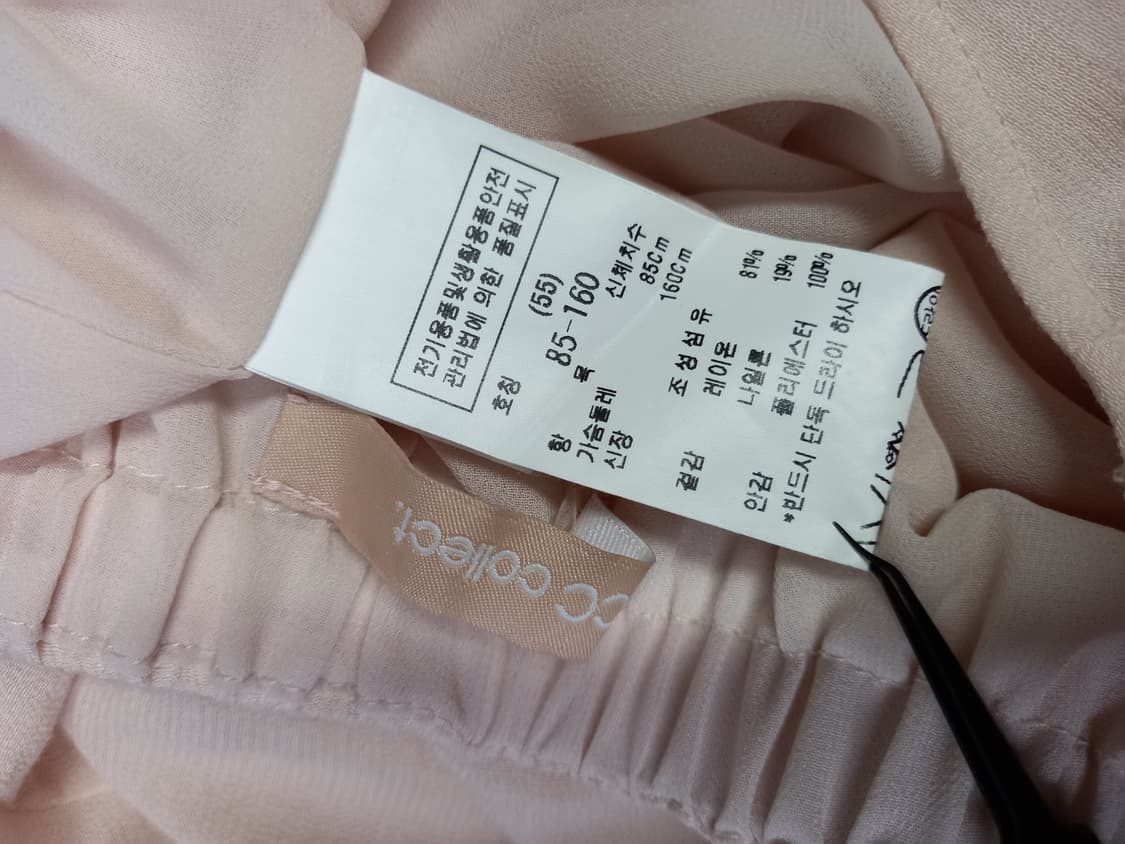 전기용품및생활용품안전
관리법에 의한 품질표시
호칭 (55)
85-160
항 목 신체치수
가슴둘레 85Cm
신장 160Cm
조성섬유
겉감 레이온 81%
나일론 19%
안감 폴리에스터 100%
*반드시 단독 드라이 하시오
CC collect.